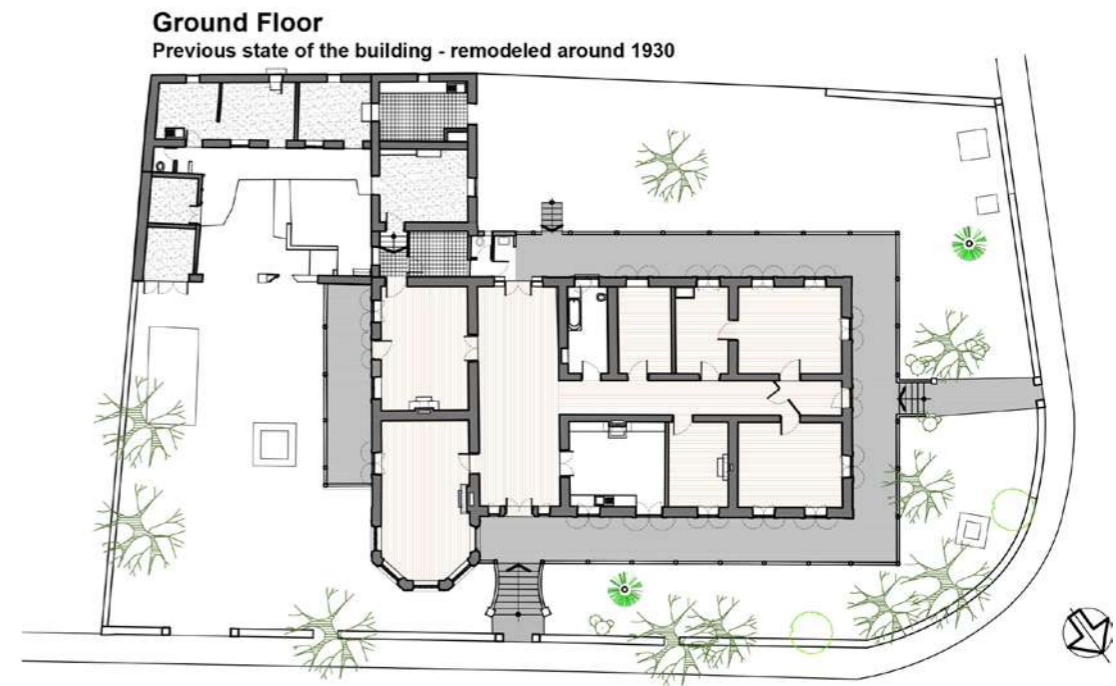 Ground Floor
Previous state of the building - remodeled around 1930